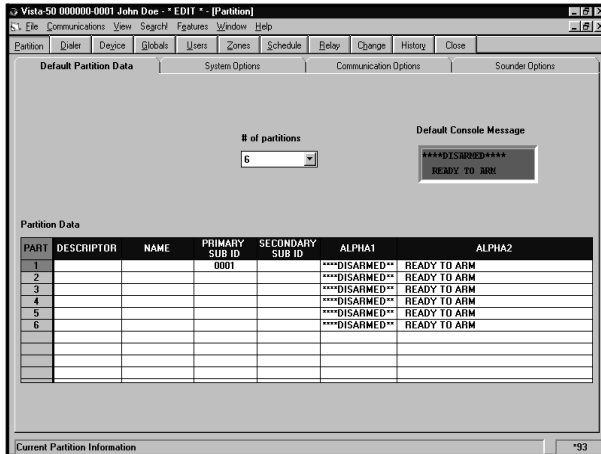 Vista-50 000000-0001 John Doe - * EDIT * - [Partition]
File Communications View Search! Features Window Help
Partition Dialer Device Globals Users Zones Schedule Relay Change History Close
Default Partition Data System Options Communication Options Sounder Options
# of partitions Default Console Message
6 ****DISARMED****
READY TO ARM
Partition Data
PART DESCRIPTOR NAME PRIMARY SUB ID SECONDARY SUB ID ALPHA1 ALPHA2
1 0001 ****DISARMED** READY TO ARM
2 ****DISARMED** READY TO ARM
3 ****DISARMED** READY TO ARM
4 ****DISARMED** READY TO ARM
5 ****DISARMED** READY TO ARM
6 ****DISARMED** READY TO ARM
Current Partition Information *93